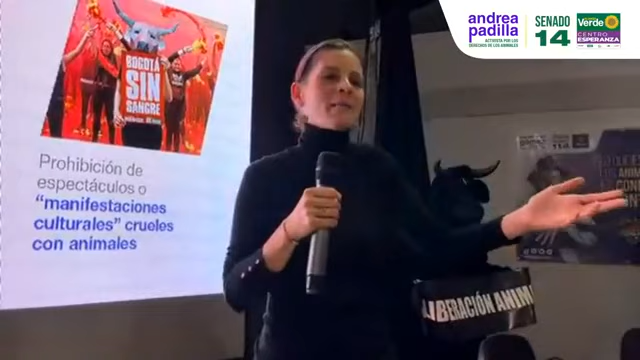 andrea
padilla
ACTIVISTA POR LOS
DERECHOS DE LOS ANIMALES
SENADO
14
Verde
CENTRO
ESPERANZA
BOGOTÁ
SIN
SANGRE
Prohibición de
espectáculos o
“manifestaciones
culturales” crueles
con animales
LIBERACIÓN ANIM